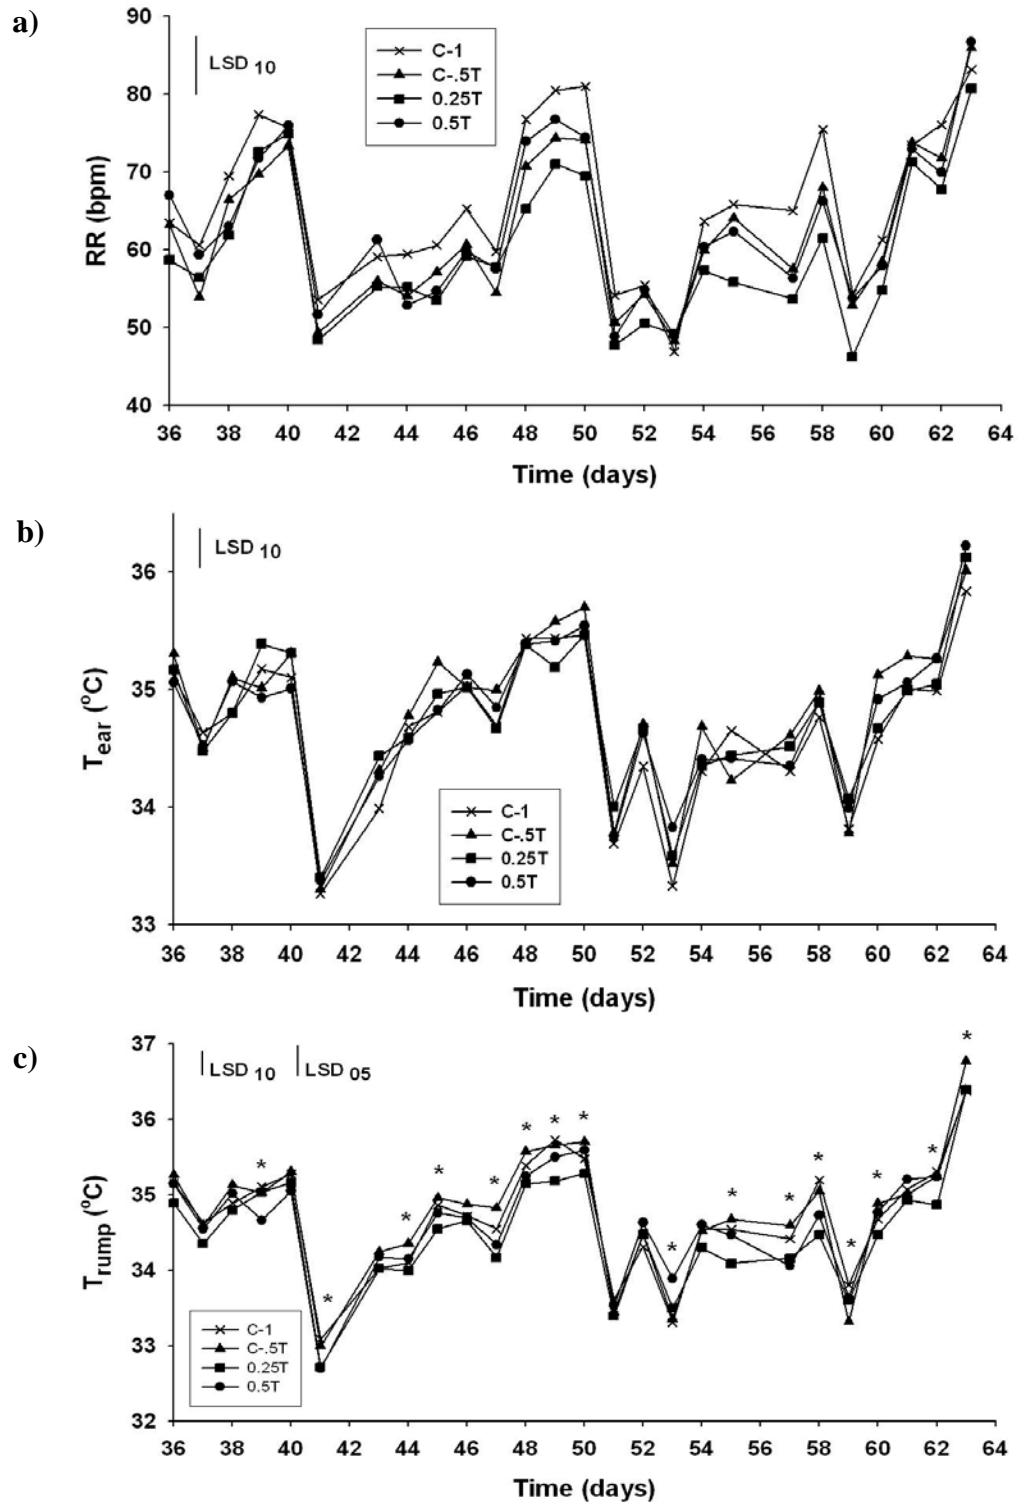 a)
90
80
70
60
50
40
RR (bpm)
LSD 10
C-1
C-.5T
0.25T
0.5T
36 38 40 42 44 46 48 50 52 54 56 58 60 62 64
Time (days)
b)
36
35
34
33
Tear (oC)
LSD 10
C-1
C-.5T
0.25T
0.5T
36 38 40 42 44 46 48 50 52 54 56 58 60 62 64
Time (days)
c)
37
36
35
34
33
32
Trump (oC)
LSD 10 LSD 05
* * * * * * * * * * * * * * * *
C-1
C-.5T
0.25T
0.5T
36 38 40 42 44 46 48 50 52 54 56 58 60 62 64
Time (days)